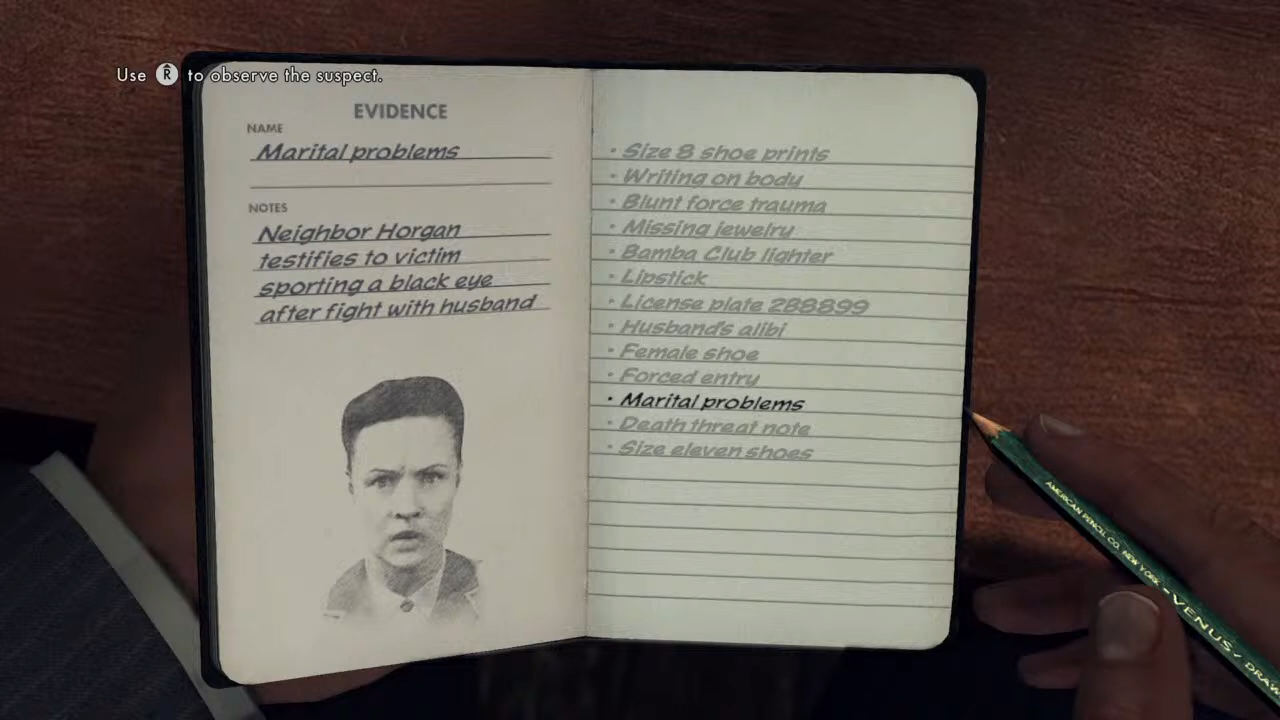 Use R to observe the suspect.
EVIDENCE
NAME
Marital problems
NOTES
Neighbor Horgan
testifies to victim
sporting a black eye
after fight with husband
• Size 8 shoe prints
• Writing on body
• Blunt force trauma
• Missing jewelry
• Bamba Club lighter
• Lipstick
• License plate 2B8899
• Husband's alibi
• Female shoe
• Forced entry
• Marital problems
• Death threat note
• Size eleven shoes
AMERICAN PENCIL CO. NEW YORK - VENUS / DRAW